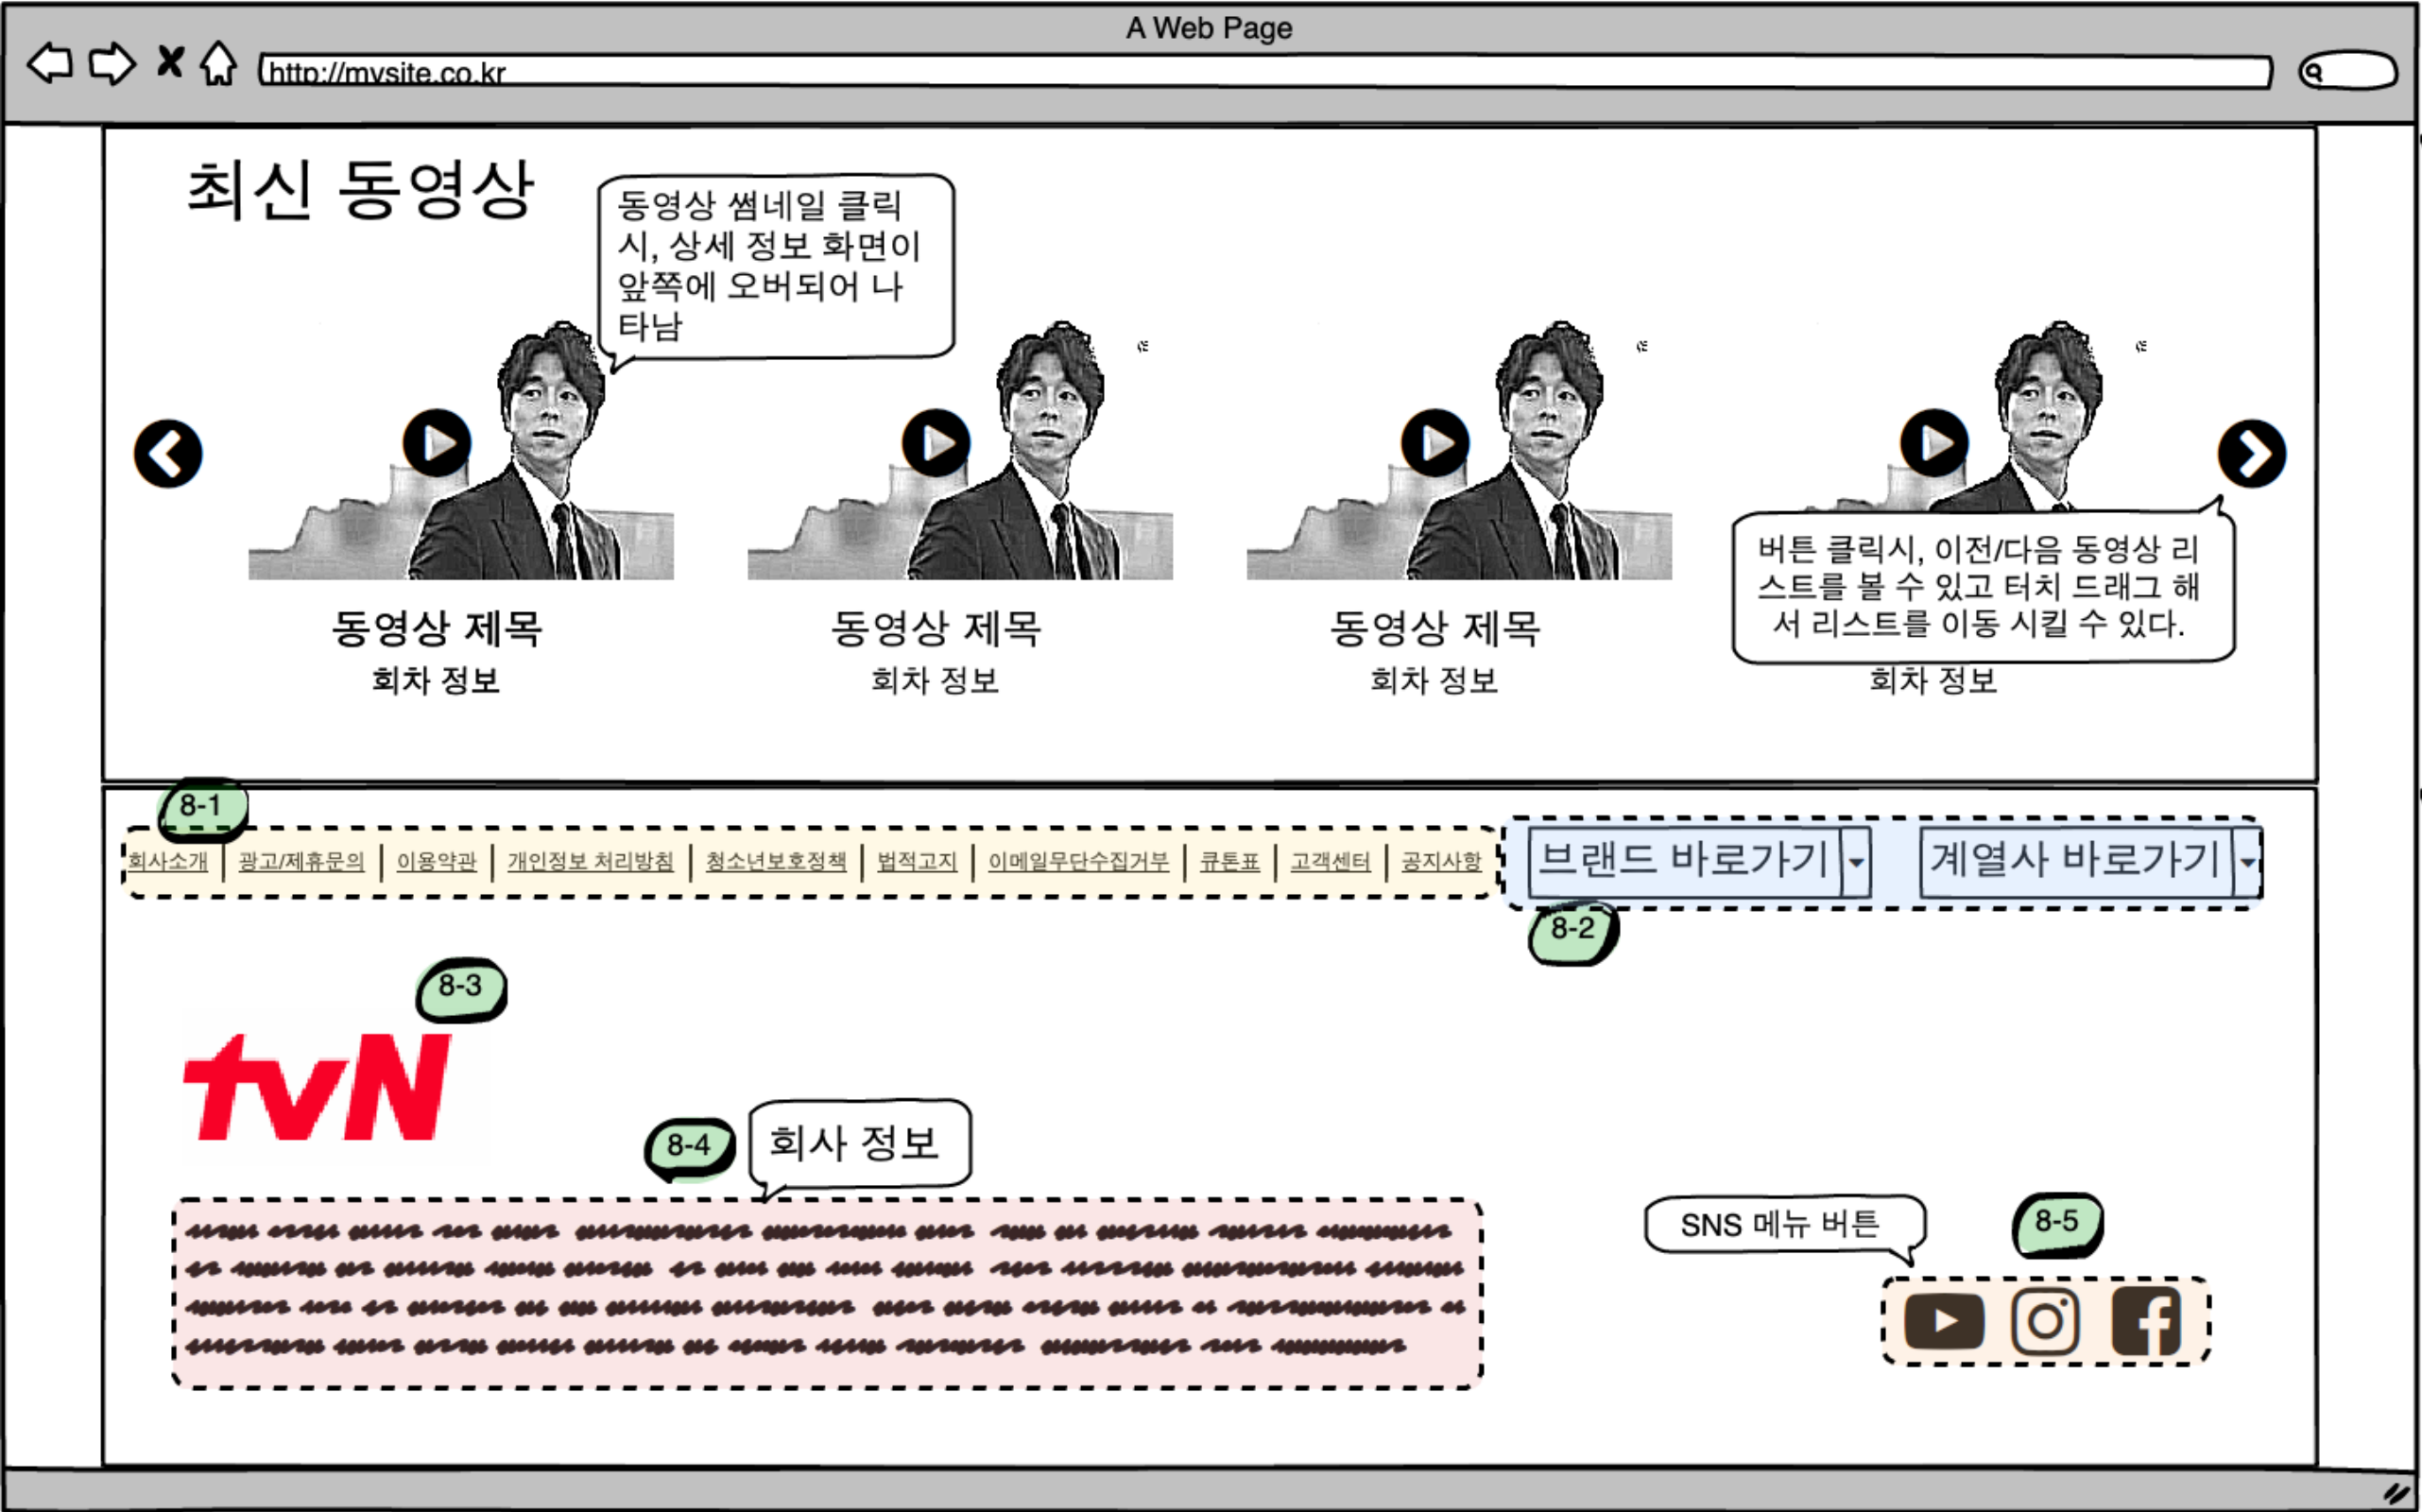 A Web Page
http://mysite.co.kr
최신 동영상
동영상 썸네일 클릭
시, 상세 정보 화면이
앞쪽에 오버되어 나
타남
버튼 클릭시, 이전/다음 동영상 리
스트를 볼 수 있고 터치 드래그 해
서 리스트를 이동 시킬 수 있다.
동영상 제목
회차 정보
동영상 제목
회차 정보
동영상 제목
회차 정보
회차 정보
8-1
회사소개 | 광고/제휴문의 | 이용약관 | 개인정보 처리방침 | 청소년보호정책 | 법적고지 | 이메일무단수집거부 | 큐톤표 | 고객센터 | 공지사항
브랜드 바로가기
계열사 바로가기
8-2
8-3
tvN
8-4
회사 정보
SNS 메뉴 버튼
8-5